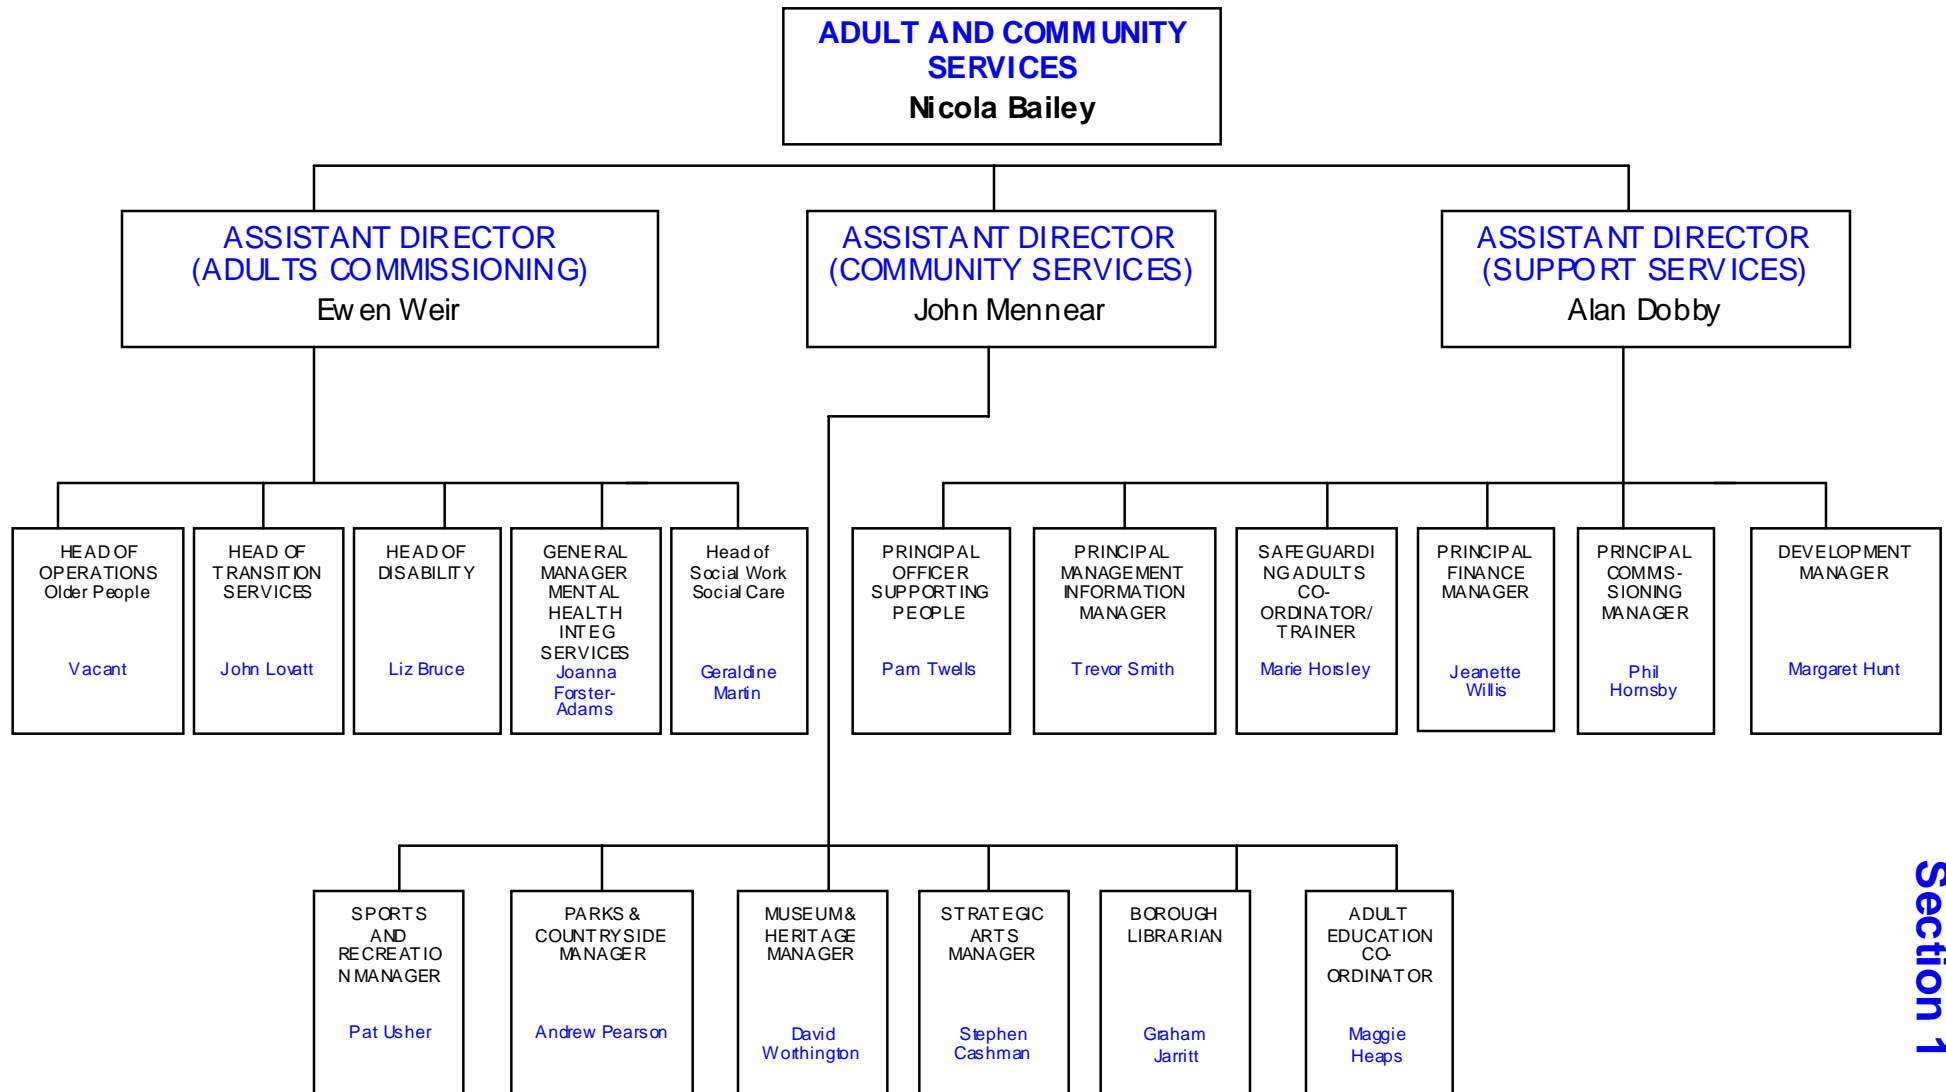 ADULT AND COMMUNITY
SERVICES
Nicola Bailey
ASSISTANT DIRECTOR
(ADULTS COMMISSIONING)
Ewen Weir
ASSISTANT DIRECTOR
(COMMUNITY SERVICES)
John Mennear
ASSISTANT DIRECTOR
(SUPPORT SERVICES)
Alan Dobby
HEAD OF
OPERATIONS
Older People
Vacant
HEAD OF
TRANSITION
SERVICES
John Lovatt
HEAD OF
DISABILITY
Liz Bruce
GENERAL
MANAGER
MENTAL
HEALTH
INTEG
SERVICES
Joanna
Forster-
Adams
Head of
Social Work
Social Care
Geraldine
Martin
PRINCIPAL
OFFICER
SUPPORTING
PEOPLE
Pam Twells
PRINCIPAL
MANAGEMENT
INFORMATION
MANAGER
Trevor Smith
SAFEGUARDI
NG ADULTS
CO-
ORDINATOR/
TRAINER
Marie Horsley
PRINCIPAL
FINANCE
MANAGER
Jeanette
Willis
PRINCIPAL
COMMIS-
SIONING
MANAGER
Phil
Hornsby
DEVELOPMENT
MANAGER
Margaret Hunt
SPORTS
AND
RECREATIO
N MANAGER
Pat Usher
PARKS &
COUNTRYSIDE
MANAGER
Andrew Pearson
MUSEUM &
HERITAGE
MANAGER
David
Worthington
STRATEGIC
ARTS
MANAGER
Stephen
Cashman
BOROUGH
LIBRARIAN
Graham
Jarritt
ADULT
EDUCATION
CO-
ORDINATOR
Maggie
Heaps
Section 1